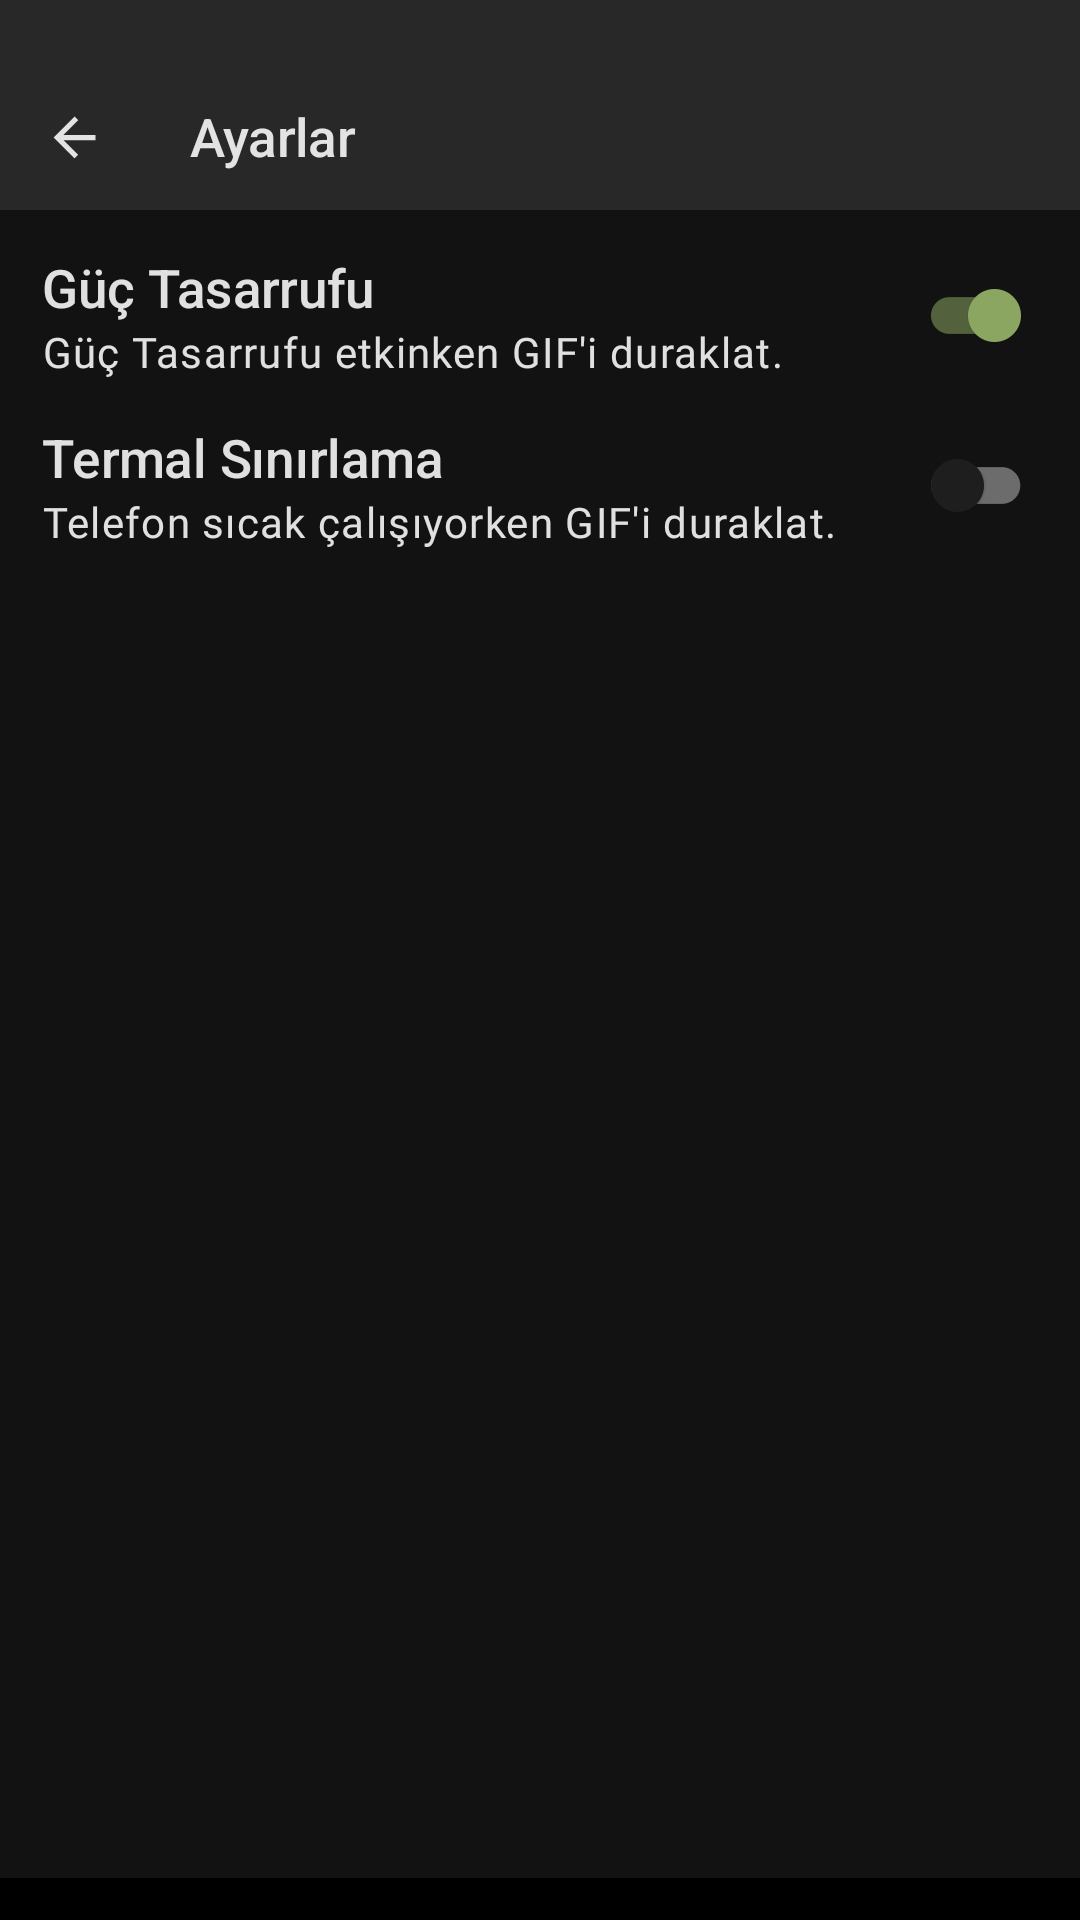 Ayarlar
Güç Tasarrufu
Güç Tasarrufu etkinken GIF'i duraklat.
Termal Sınırlama
Telefon sıcak çalışıyorken GIF'i duraklat.